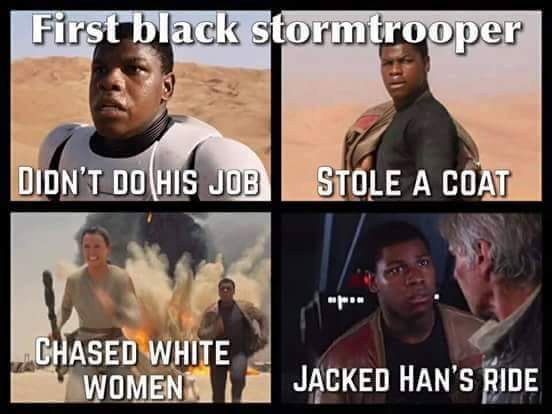 First black stormtrooper
Didn't do his job
Stole a coat
Chased white
women
Jacked Han's ride